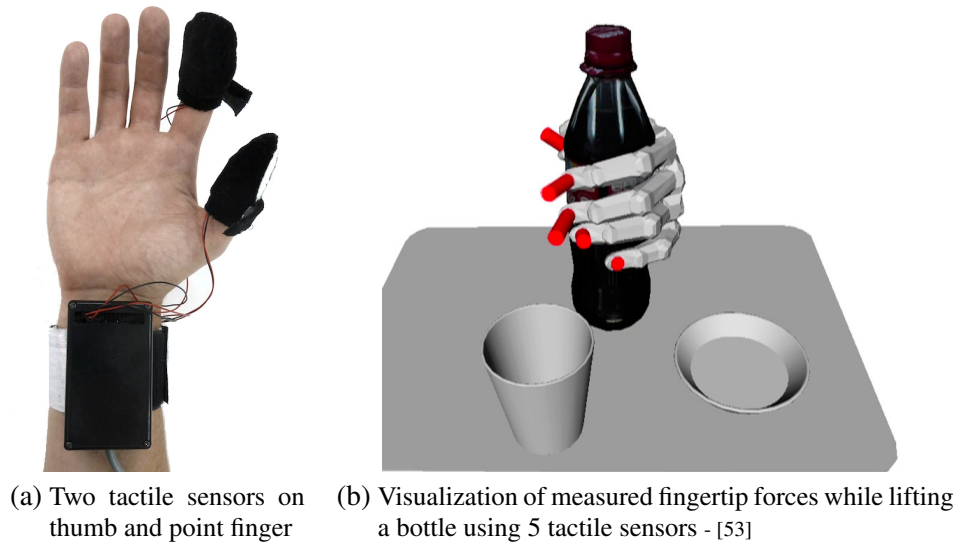 (a) Two tactile sensors on
thumb and point finger
(b) Visualization of measured fingertip forces while lifting
a bottle using 5 tactile sensors - [53]